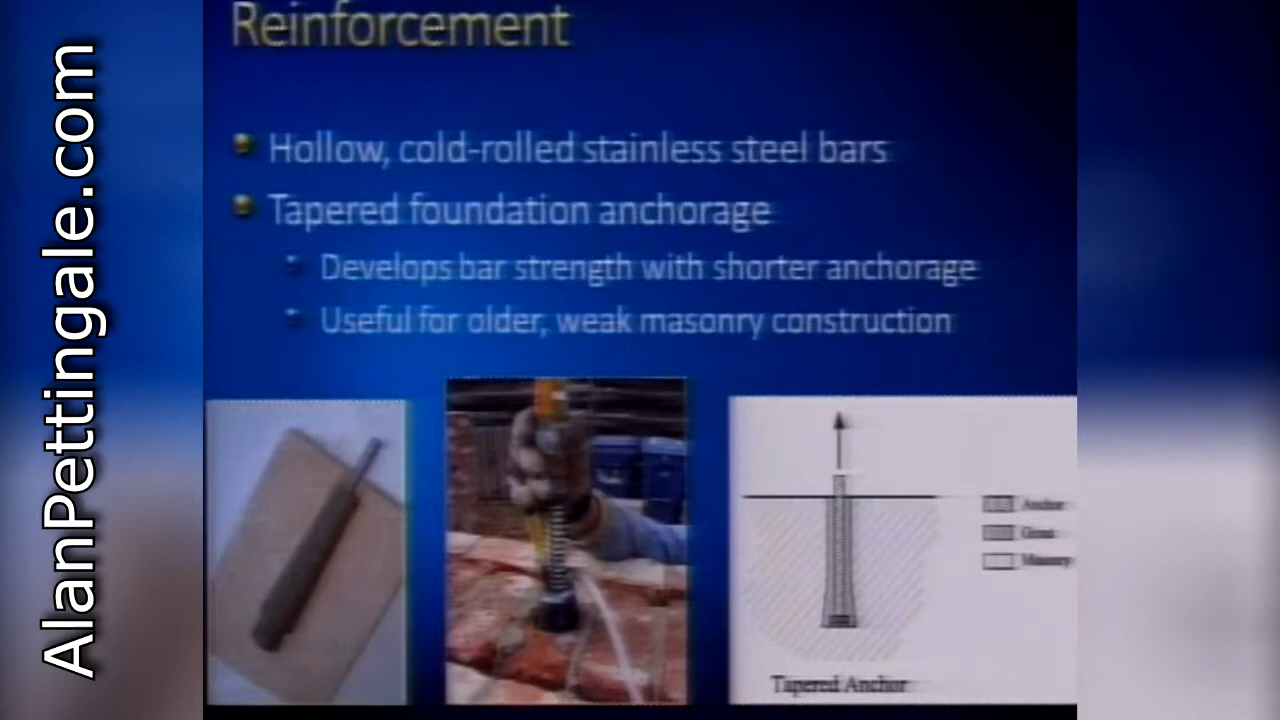 AlanPettingale.com
Reinforcement
Hollow, cold-rolled stainless steel bars
Tapered foundation anchorage
Develops bar strength with shorter anchorage
Useful for older, weak masonry construction
Anchor
Grout
Masonry
Tapered Anchor